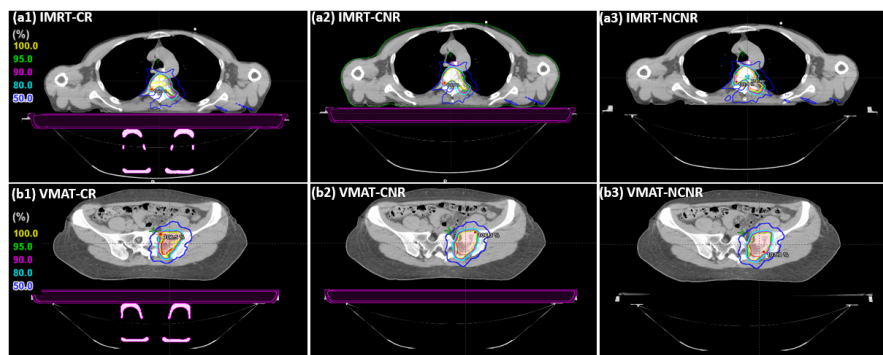 (a1) IMRT-CR
(%)
100.0
95.0
90.0
80.0
50.0
(a2) IMRT-CNR
(a3) IMRT-NCNR
(b1) VMAT-CR
(%)
100.0
95.0
90.0
80.0
50.0
(b2) VMAT-CNR
(b3) VMAT-NCNR